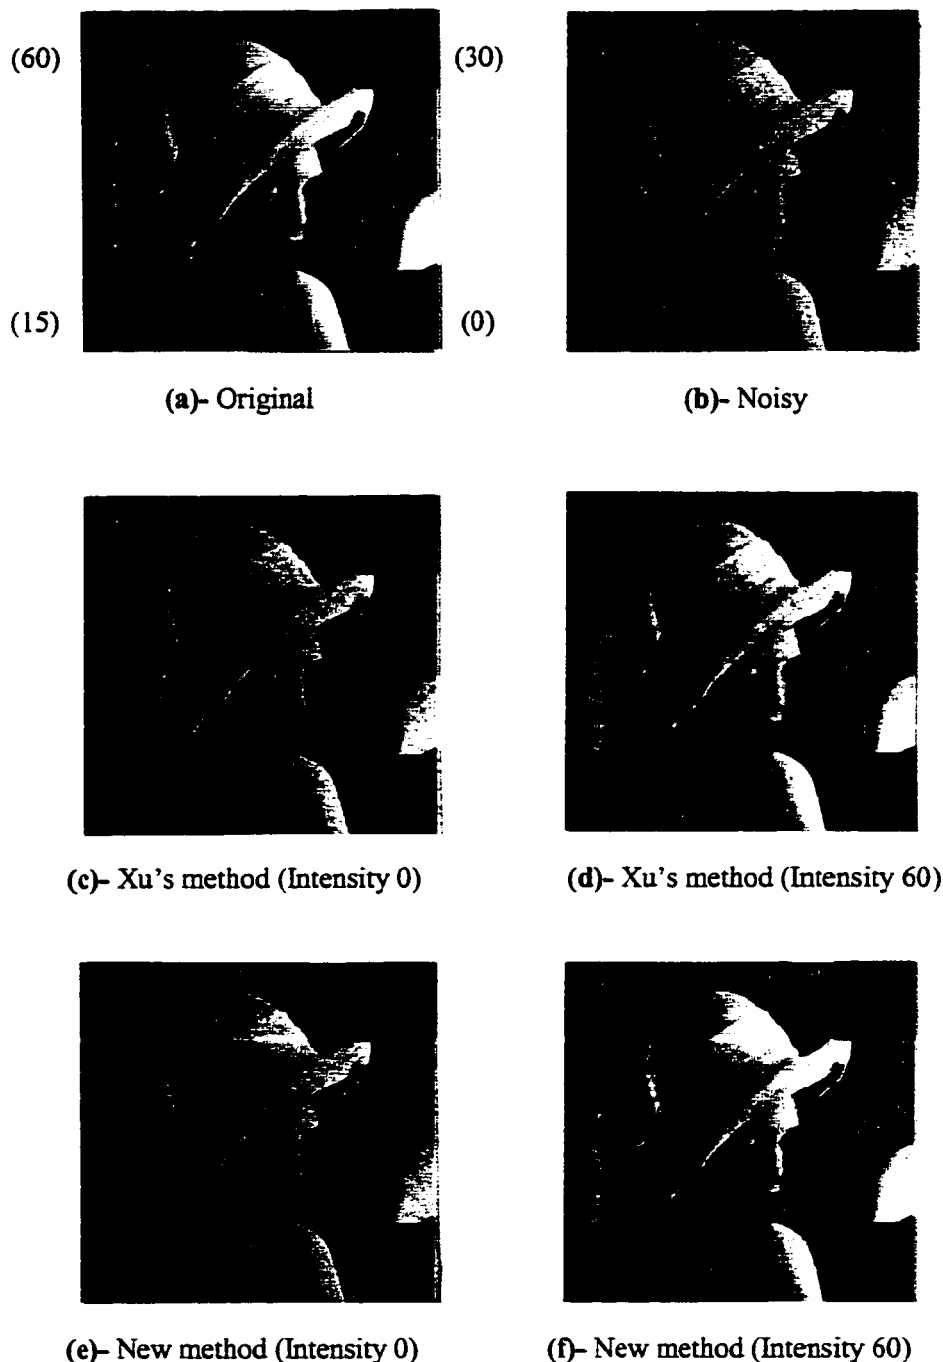 (60)
(30)
(15)
(0)
(a)- Original
(b)- Noisy
(c)- Xu's method (Intensity 0)
(d)- Xu's method (Intensity 60)
(e)- New method (Intensity 0)
(f)- New method (Intensity 60)